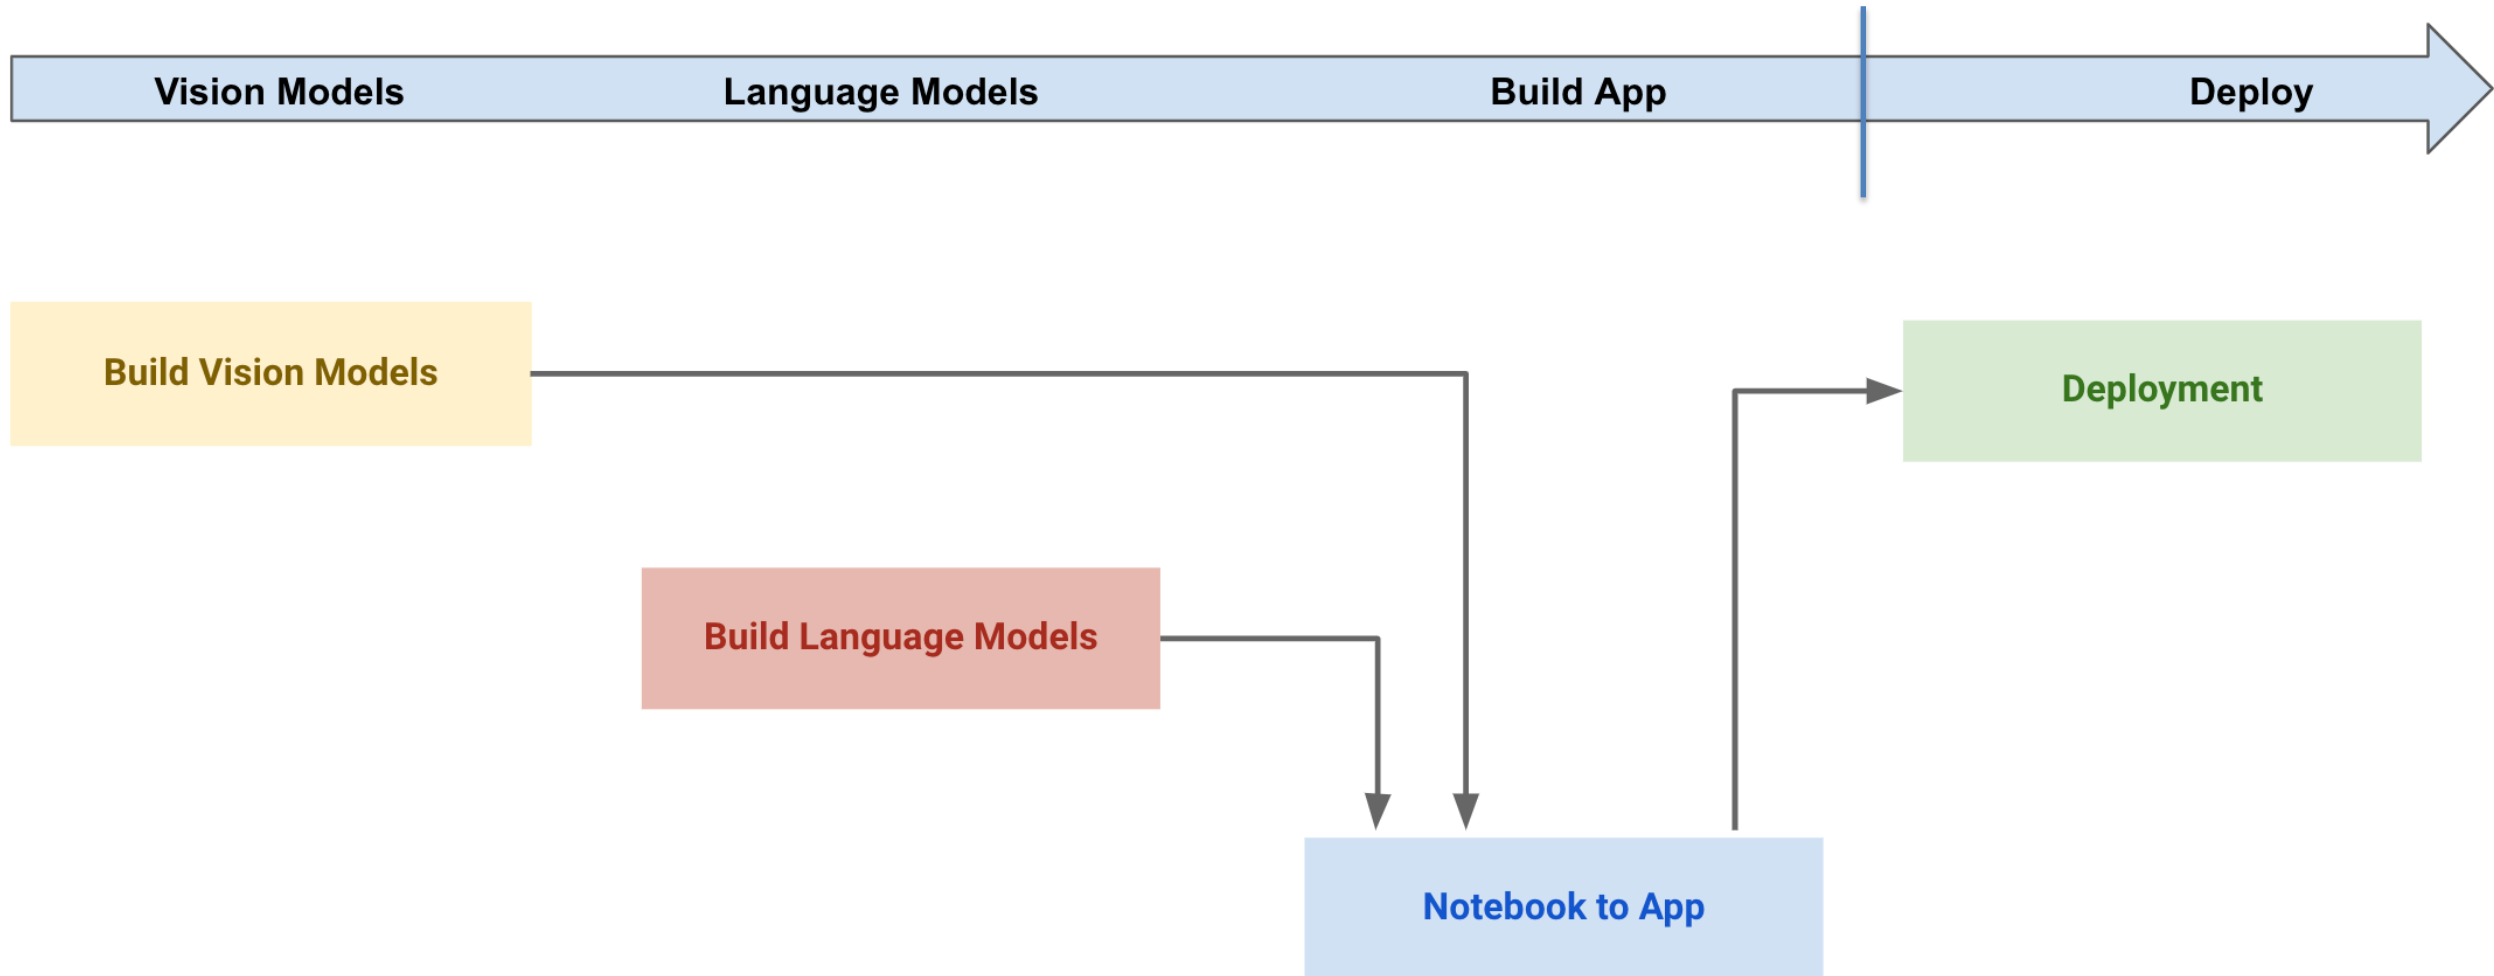 Vision Models
Language Models
Build App
Deploy
Build Vision Models
Deployment
Build Language Models
Notebook to App